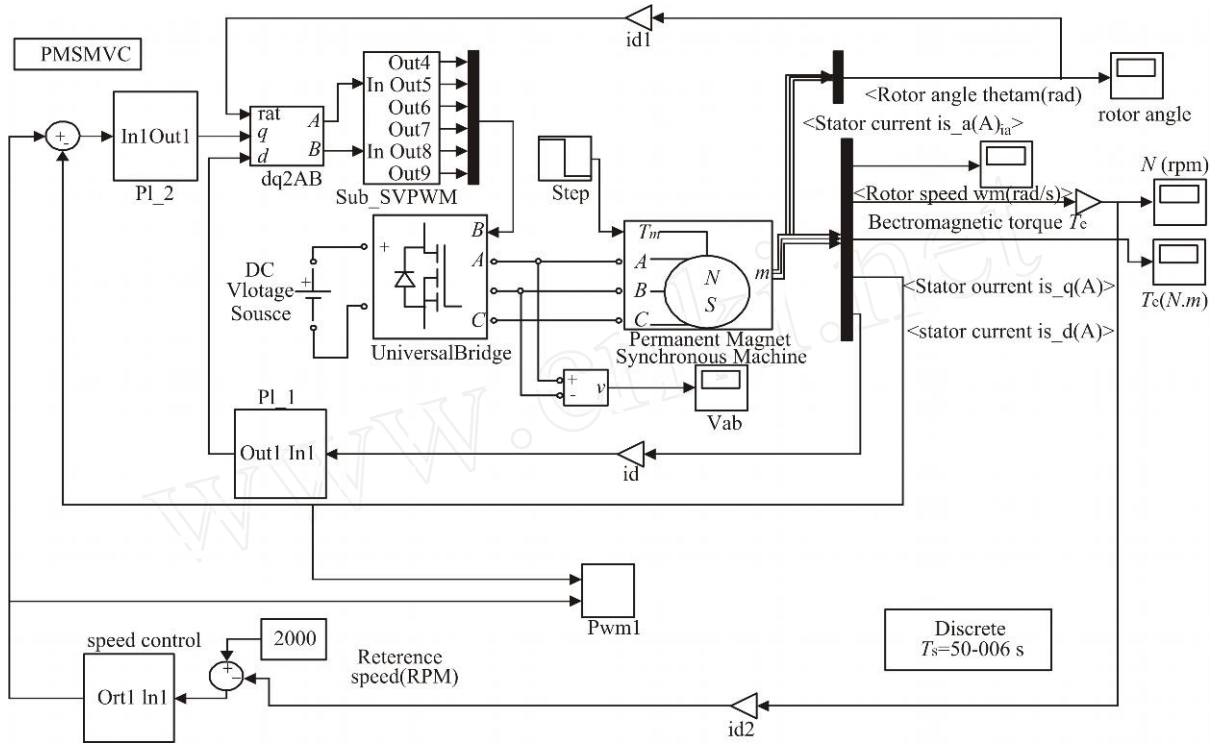 id1
PMSMVC
rat
q
d
A
B
dq2AB
In1Out1
Pl_2
+
-
Out4
In Out5
Out6
Out7
In Out8
Out9
Sub_SVPWM
Step
<Rotor angle thetam(rad)
rotor angle
<Stator current is_a(A)ia>
N (rpm)
<Rotor speed wm(rad/s)>
Bectromagnetic torque Te
Te(N.m)
<Stator ourrent is_q(A)>
<stator current is_d(A)>
DC
Vlotage
Sousce
+
+
B
A
C
UniversalBridge
Tm
A
B
C
N
S
m
Permanent Magnet
Synchronous Machine
+
-
v
Vab
Pl_1
Out1 In1
id
Pwm1
speed control
Ort1 ln1
2000
+
-
Reterence
speed(RPM)
Discrete
Ts=50-006 s
id2